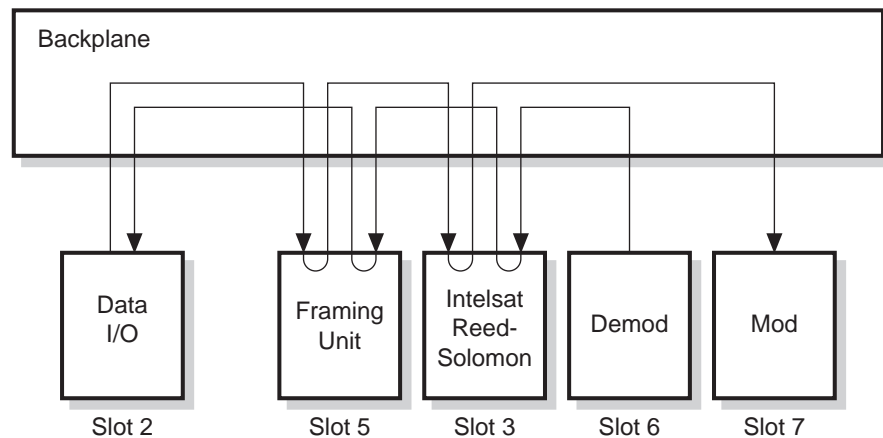 Backplane
Data
I/O
Framing
Unit
Intelsat
Reed-
Solomon
Demod
Mod
Slot 2
Slot 5
Slot 3
Slot 6
Slot 7